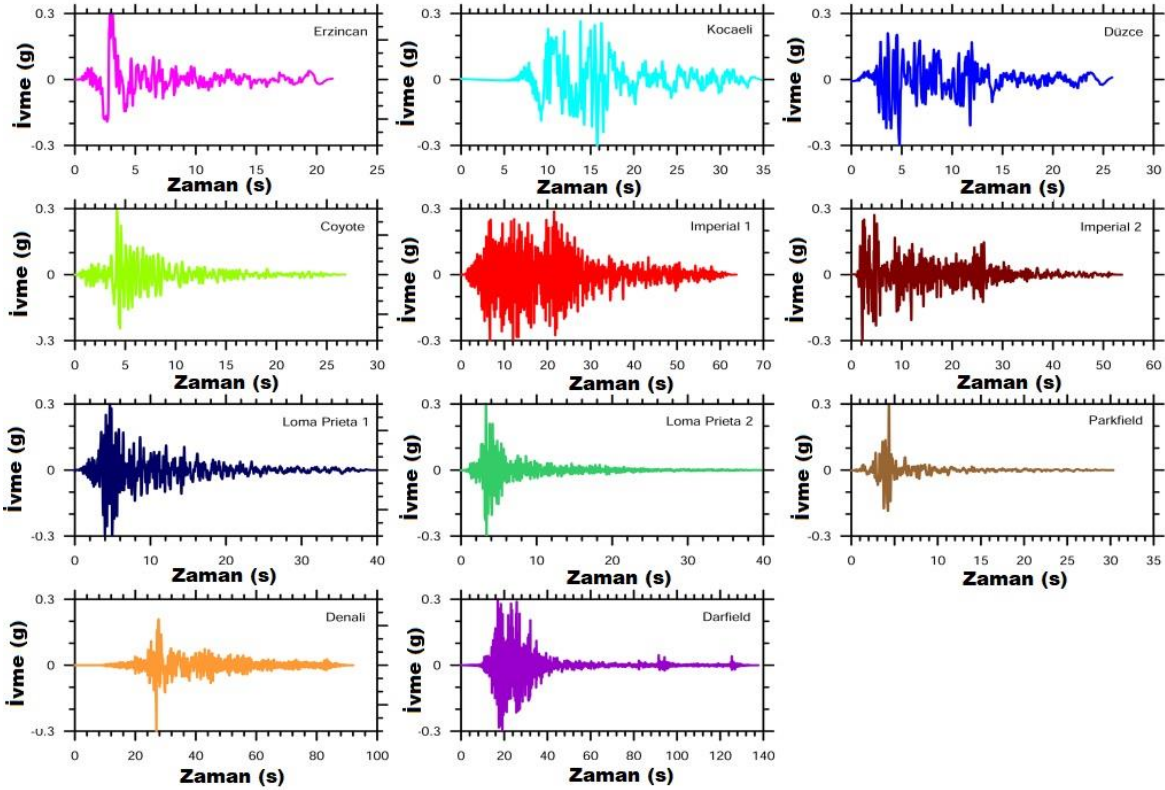 0.3
Erzincan
İvme (g)
0
-0.3
0 5 10 15 20 25
Zaman (s)
0.3
Kocaeli
İvme (g)
0
-0.3
0 5 10 15 20 25 30 35
Zaman (s)
0.3
Düzce
İvme (g)
0
-0.3
0 5 10 15 20 25 30
Zaman (s)
0.3
Coyote
İvme (g)
0
0 5 10 15 20 25 30
Zaman (s)
0.3
Imperial 1
İvme (g)
0
-0.3
0 10 20 30 40 50 60 70
Zaman (s)
0.3
Imperial 2
İvme (g)
0
-0.3
0 10 20 30 40 50 60
Zaman (s)
0.3
Loma Prieta 1
İvme (g)
0
-0.3
0 10 20 30 40
Zaman (s)
0.3
Loma Prieta 2
İvme (g)
0
-0.3
0 10 20 30 40
Zaman (s)
0.3
Parkfield
İvme (g)
0
-0.3
0 5 10 15 20 25 30 35
Zaman (s)
0.3
Denali
İvme (g)
0
-0.3
0 20 40 60 80 100
Zaman (s)
0.3
Darfield
İvme (g)
0
-0.3
0 20 40 60 80 100 120 140
Zaman (s)